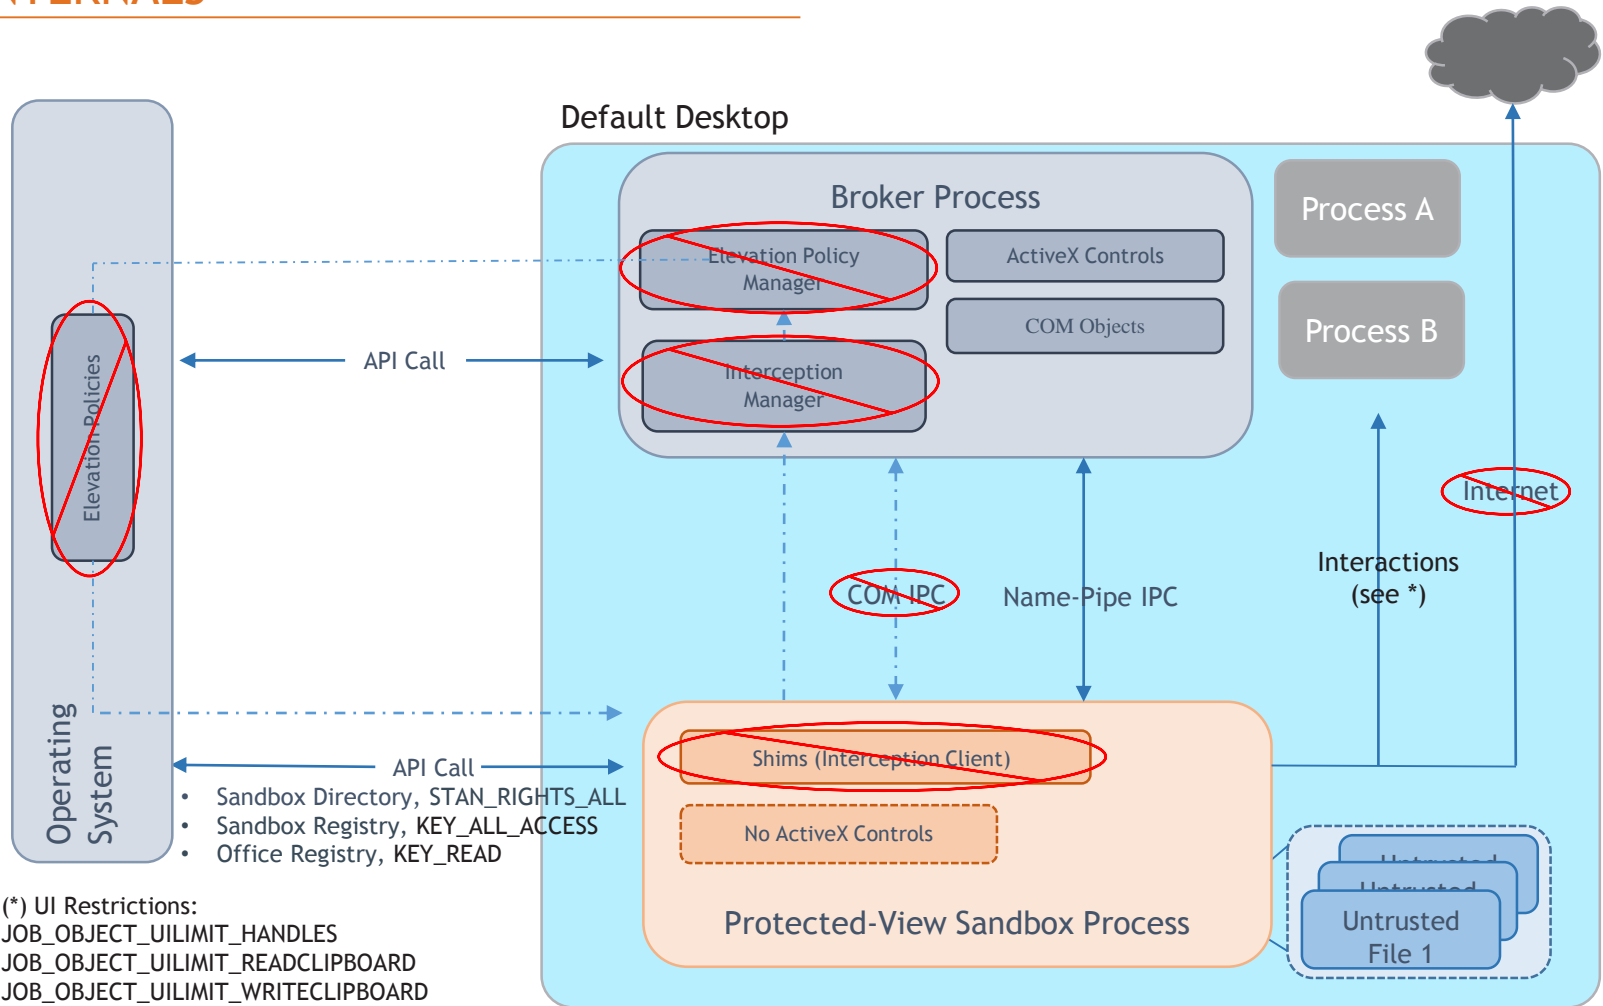 Default Desktop
Broker Process
Elevation Policy
Manager
ActiveX Controls
COM Objects
Interception
Manager
Process A
Process B
Elevation Policies
API Call
Internet
Interactions
(see *)
COM IPC
Name-Pipe IPC
Operating
System
API Call
• Sandbox Directory, STAN_RIGHTS_ALL
• Sandbox Registry, KEY_ALL_ACCESS
• Office Registry, KEY_READ
Shims (Interception Client)
No ActiveX Controls
Protected-View Sandbox Process
Untrusted
Untrusted
Untrusted
File 1
(*) UI Restrictions:
JOB_OBJECT_UILIMIT_HANDLES
JOB_OBJECT_UILIMIT_READCLIPBOARD
JOB_OBJECT_UILIMIT_WRITECLIPBOARD